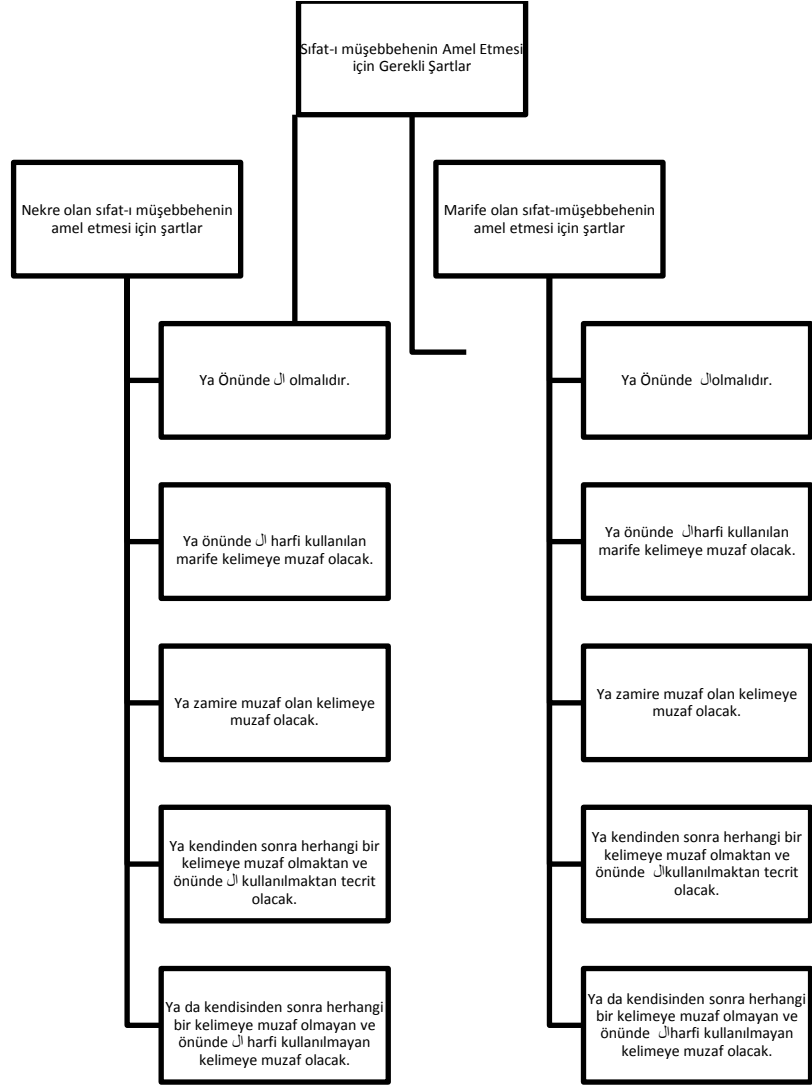 Sıfat-ı müşebbehenin Amel Etmesi
için Gerekli Şartlar
Nekre olan sıfat-ı müşebbehenin
amel etmesi için şartlar
Ya Önünde ال olmalıdır.
Ya önünde ال harfi kullanılan
marife kelimeye muzaf olacak.
Ya zamire muzaf olan kelimeye
muzaf olacak.
Ya kendinden sonra herhangi bir
kelimeye muzaf olmaktan ve
önünde ال kullanılmaktan tecrit
olacak.
Ya da kendisinden sonra herhangi
bir kelimeye muzaf olmayan ve
önünde ال harfi kullanılmayan
kelimeye muzaf olacak.
Marife olan sıfat-ımüşebbehenin
amel etmesi için şartlar
Ya Önünde الolmalıdır.
Ya önünde الharfi kullanılan
marife kelimeye muzaf olacak.
Ya zamire muzaf olan kelimeye
muzaf olacak.
Ya kendinden sonra herhangi bir
kelimeye muzaf olmaktan ve
önünde الkullanılmaktan tecrit
olacak.
Ya da kendisinden sonra herhangi
bir kelimeye muzaf olmayan ve
önünde الharfi kullanılmayan
kelimeye muzaf olacak.